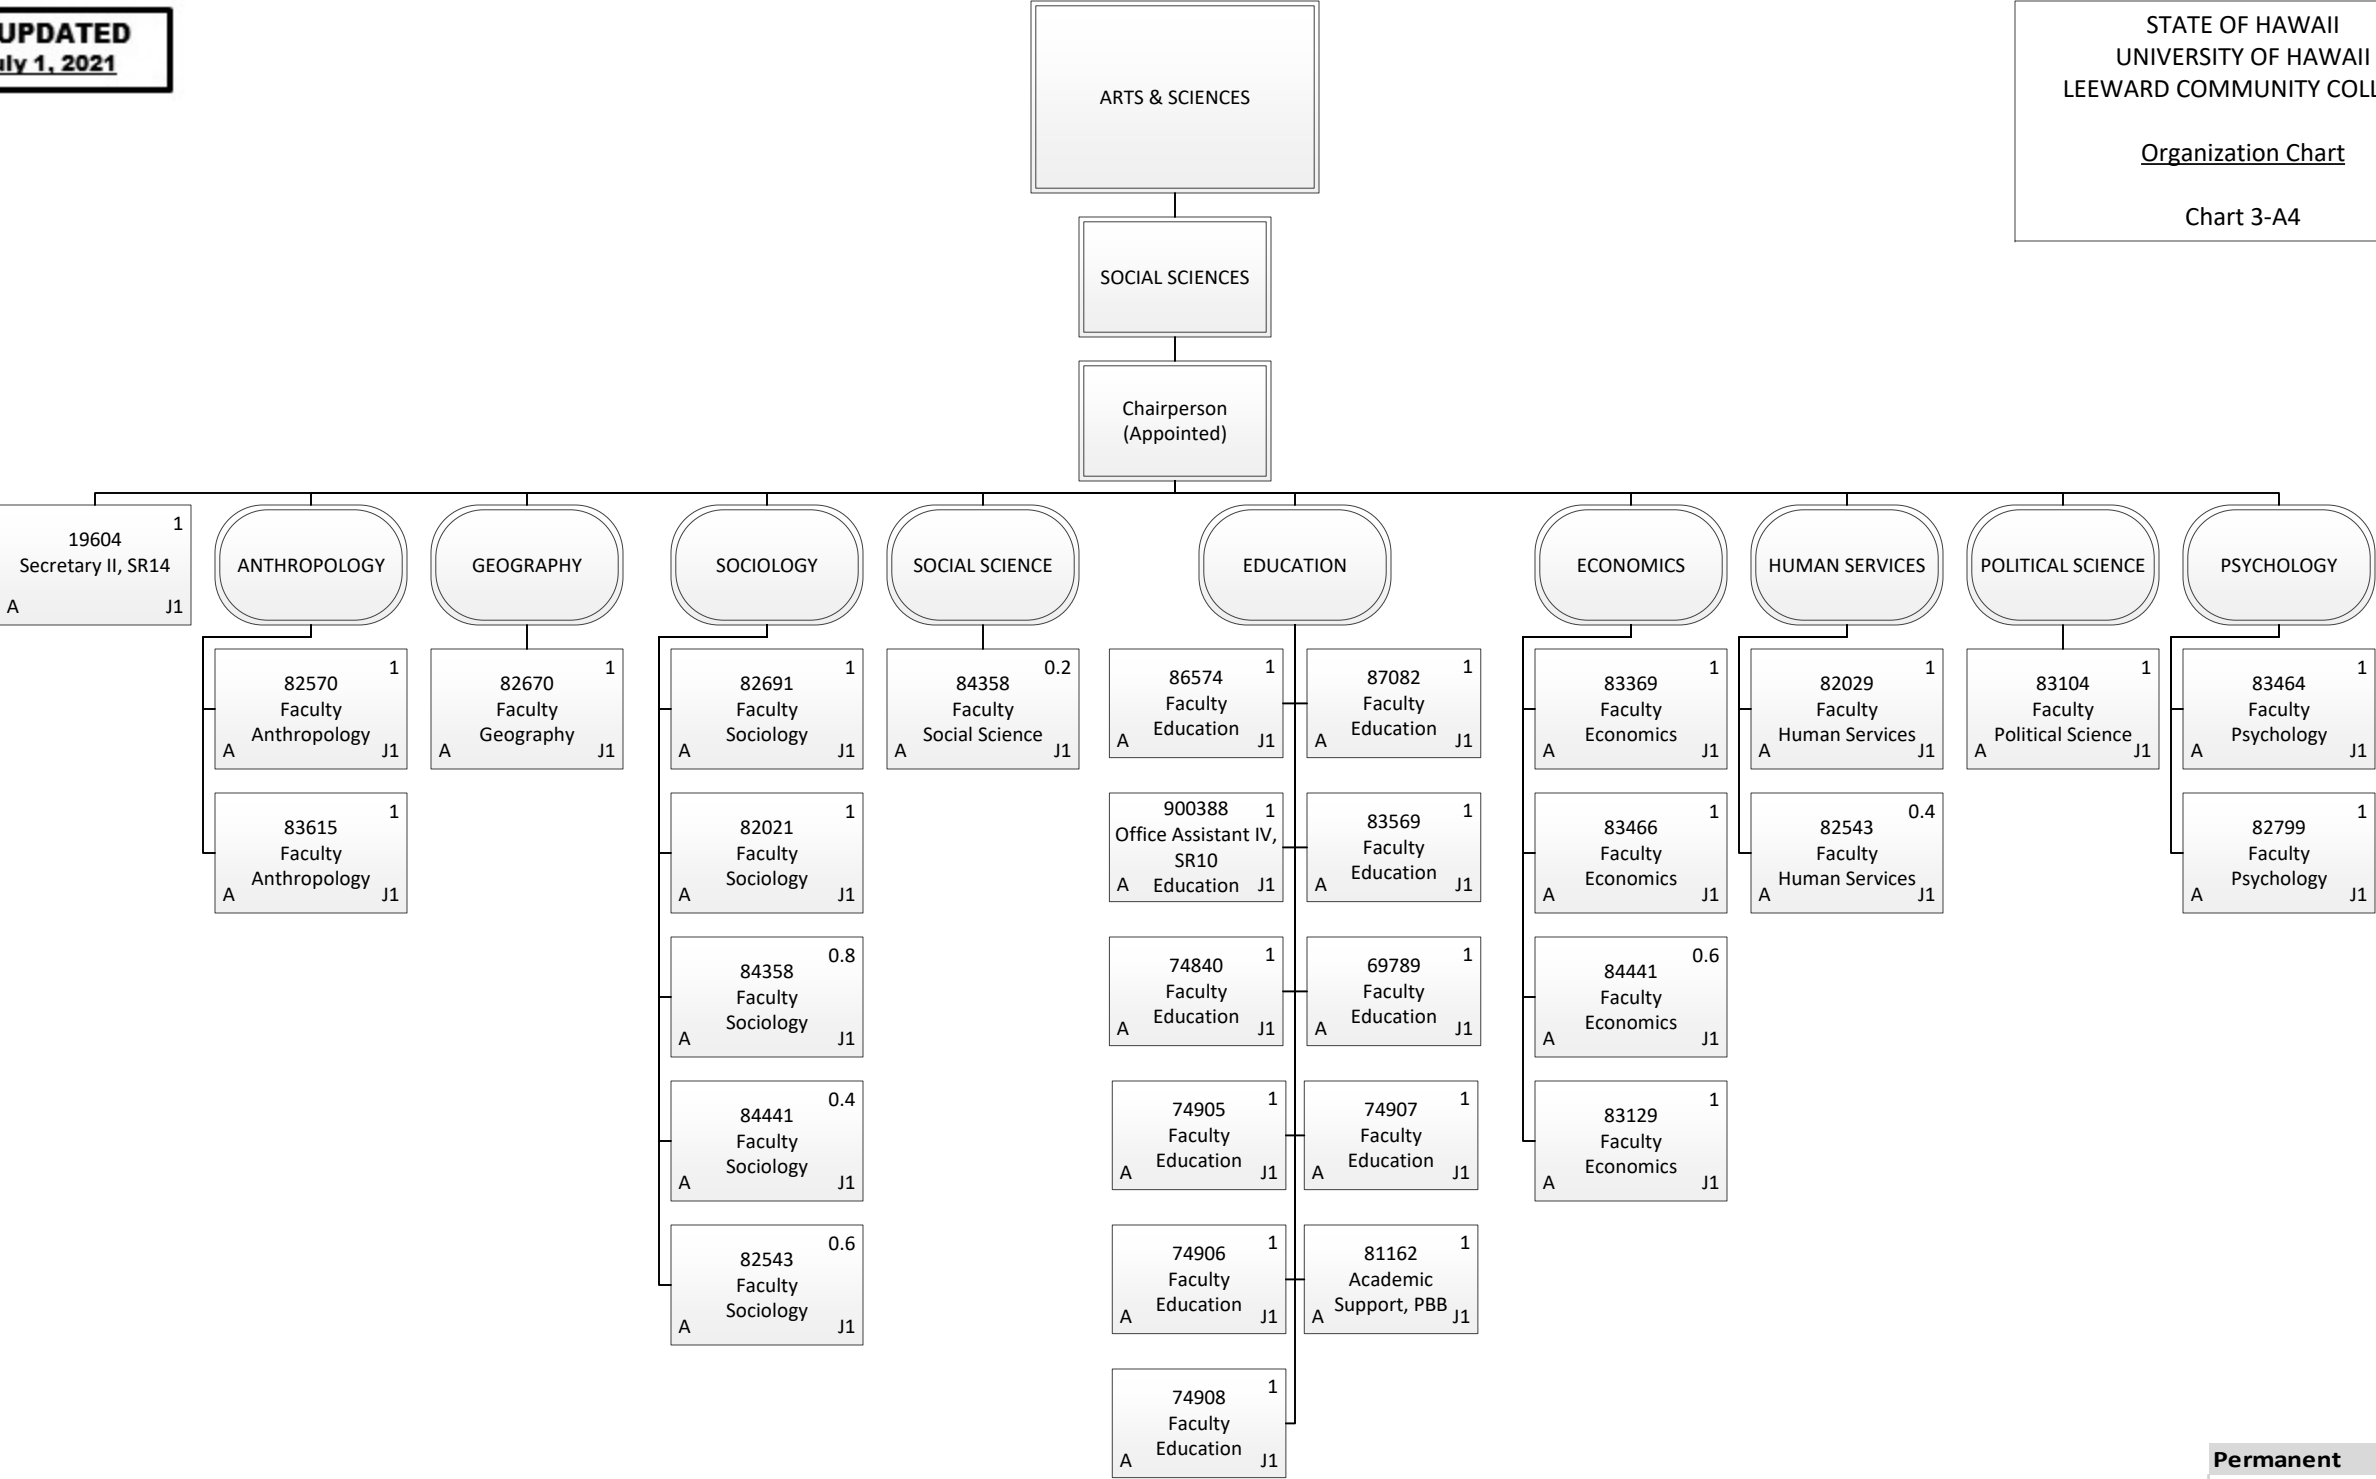 UPDATED
July 1, 2021
STATE OF HAWAII
UNIVERSITY OF HAWAII
LEEWARD COMMUNITY
Organization Chart
Chart 3-A4
ARTS & SCIENCES
SOCIAL SCIENCES
Chairperson
(Appointed)
1
19604
Secretary II, SR14
A J1
ANTHROPOLOGY
1
82570
Faculty
Anthropology
A J1
1
83615
Faculty
Anthropology
A J1
GEOGRAPHY
1
82670
Faculty
Geography
A J1
SOCIOLOGY
1
82691
Faculty
Sociology
A J1
1
82021
Faculty
Sociology
A J1
0.8
84358
Faculty
Sociology
A J1
0.4
84441
Faculty
Sociology
A J1
0.6
82543
Faculty
Sociology
A J1
SOCIAL SCIENCE
0.2
84358
Faculty
Social Science
A J1
EDUCATION
86574 1
Faculty
Education
A J1
87082 1
Faculty
Education
A J1
900388 1
Office Assistant IV,
SR10
A Education J1
83569 1
Faculty
Education
A J1
74840 1
Faculty
Education
A J1
69789 1
Faculty
Education
A J1
74905 1
Faculty
Education
A J1
74907 1
Faculty
Education
A J1
74906 1
Faculty
Education
A J1
81162 1
Academic
Support, PBB
A J1
74908 1
Faculty
Education
A J1
ECONOMICS
1
83369
Faculty
Economics
A J1
1
83466
Faculty
Economics
A J1
0.6
84441
Faculty
Economics
A J1
1
83129
Faculty
Economics
A J1
HUMAN SERVICES
1
82029
Faculty
Human Services
A J1
0.4
82543
Faculty
Human Services
A J1
POLITICAL SCIENCE
1
83104
Faculty
Political Science
A J1
PSYCHOLOGY
1
83464
Faculty
Psychology
A J1
1
82799
Faculty
Psychology
A J1
Permanent